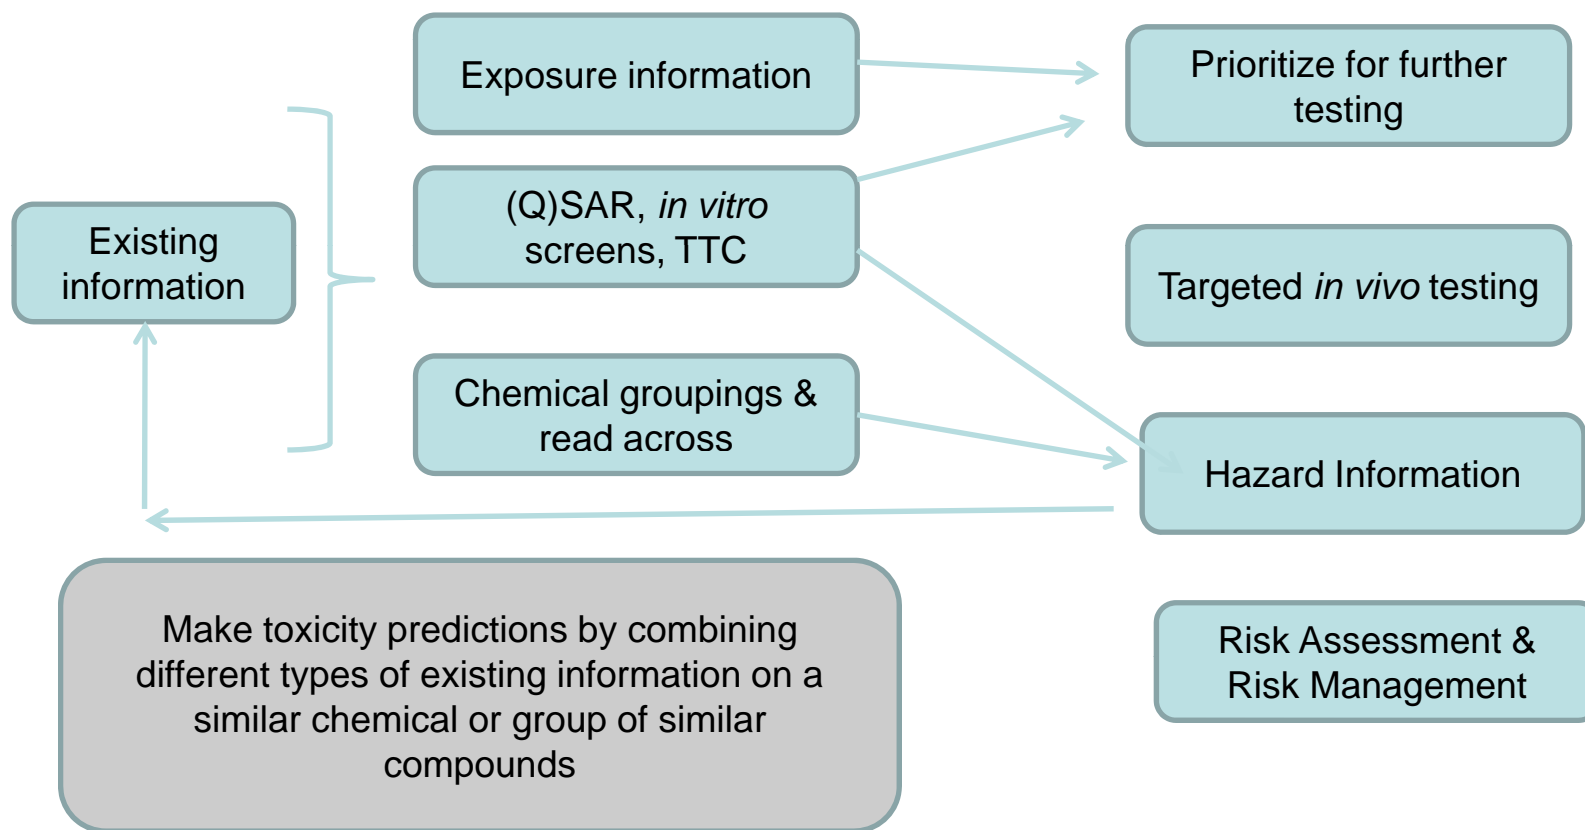 Exposure information
Prioritize for further
testing
(Q)SAR, in vitro
screens, TTC
Existing
information
Targeted in vivo testing
Chemical groupings &
read across
Hazard Information
Make toxicity predictions by combining
different types of existing information on a
similar chemical or group of similar
compounds
Risk Assessment &
Risk Management